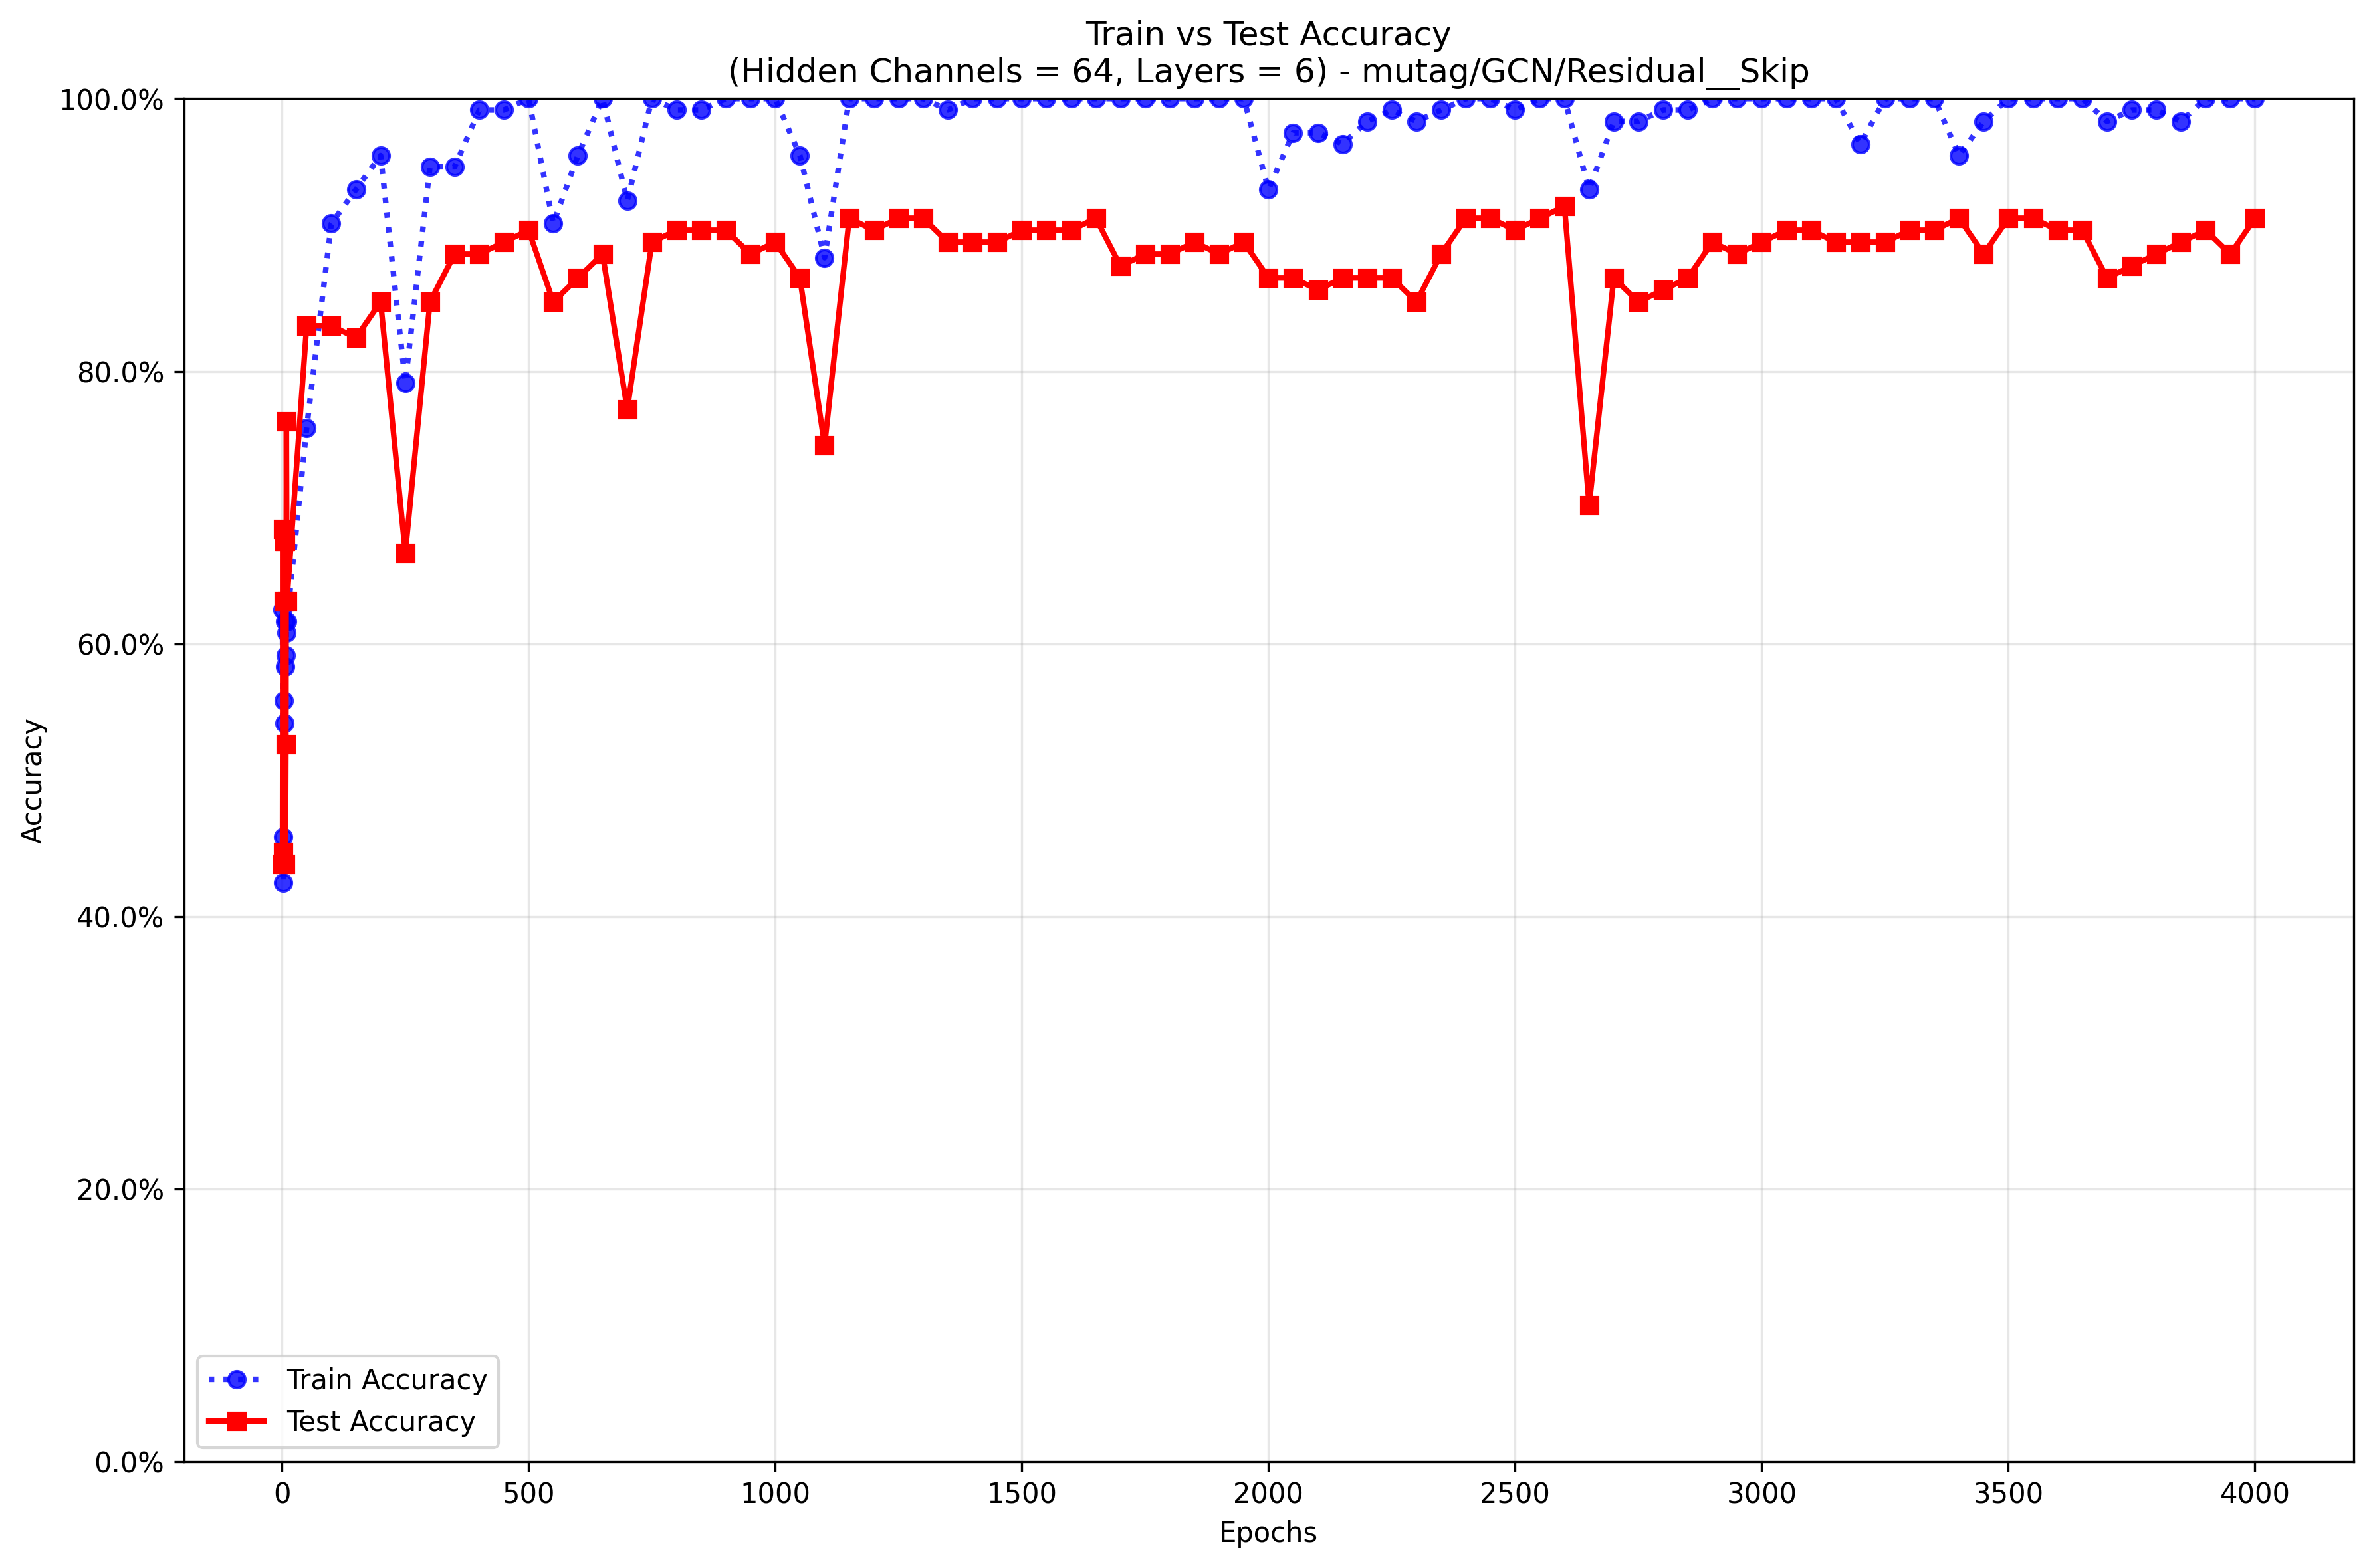 Train vs Test Accuracy
(Hidden Channels = 64, Layers = 6) - mutag/GCN/Residual__Skip
100.0%
80.0%
60.0%
40.0%
20.0%
0.0%
Accuracy
Train Accuracy
Test Accuracy
0 500 1000 1500 2000 2500 3000 3500 4000
Epochs